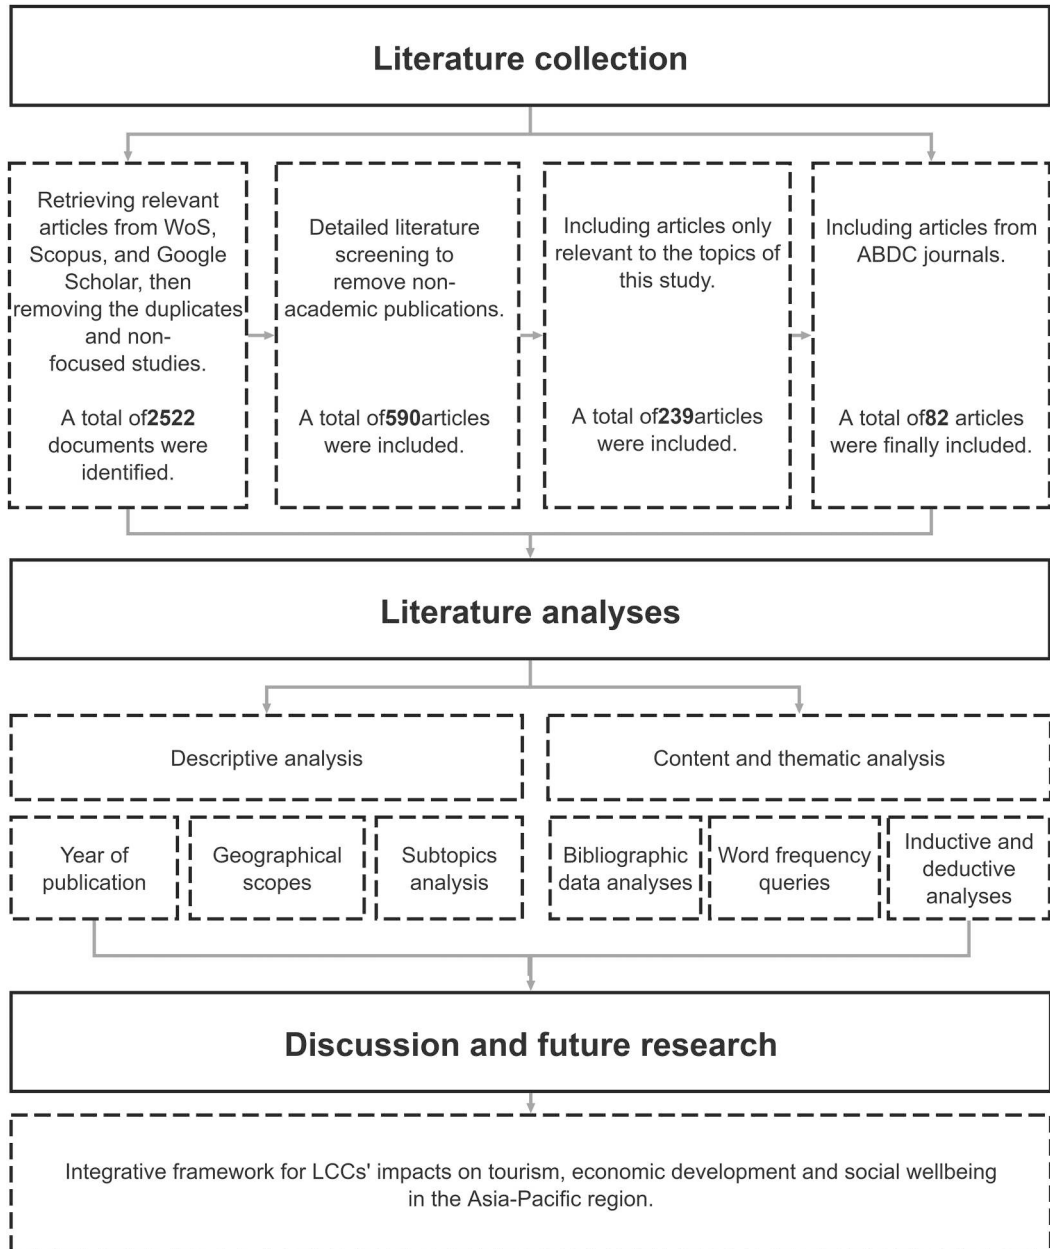 Literature collection
Retrieving relevant
articles from WoS,
Scopus, and Google
Scholar, then
removing the duplicates
and non-
focused studies.
A total of2522
documents were
identified.
Detailed literature
screening to
remove non-
academic publications.
A total of590articles
were included.
Including articles only
relevant to the topics of
this study.
A total of239articles
were included.
Including articles from
ABDC journals.
A total of82 articles
were finally included.
Literature analyses
Descriptive analysis
Content and thematic analysis
Year of
publication
Geographical
scopes
Subtopics
analysis
Bibliographic
data analyses
Word frequency
queries
Inductive and
deductive
analyses
Discussion and future research
Integrative framework for LCCs' impacts on tourism, economic development and social wellbeing
in the Asia-Pacific region.